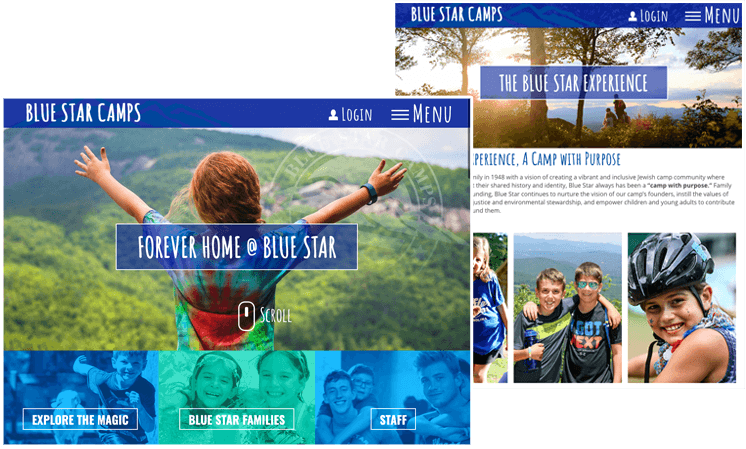 BLUE STAR CAMPS
LOGIN
MENU
THE BLUE STAR EXPERIENCE
PERIENCE, A CAMP WITH PURPOSE
ily in 1948 with a vision of creating a vibrant and inclusive Jewish camp community where
t their shared history and identity, Blue Star always has been a "camp with purpose." Family
unding, Blue Star continues to nurture the vision of our camp's founders, instill the values of
justice and environmental stewardship, and empower children and young adults to contribute
und them.
BLUE STAR CAMPS
LOGIN
MENU
FOREVER HOME @ BLUE STAR
SCROLL
EXPLORE THE MAGIC
BLUE STAR FAMILIES
STAFF